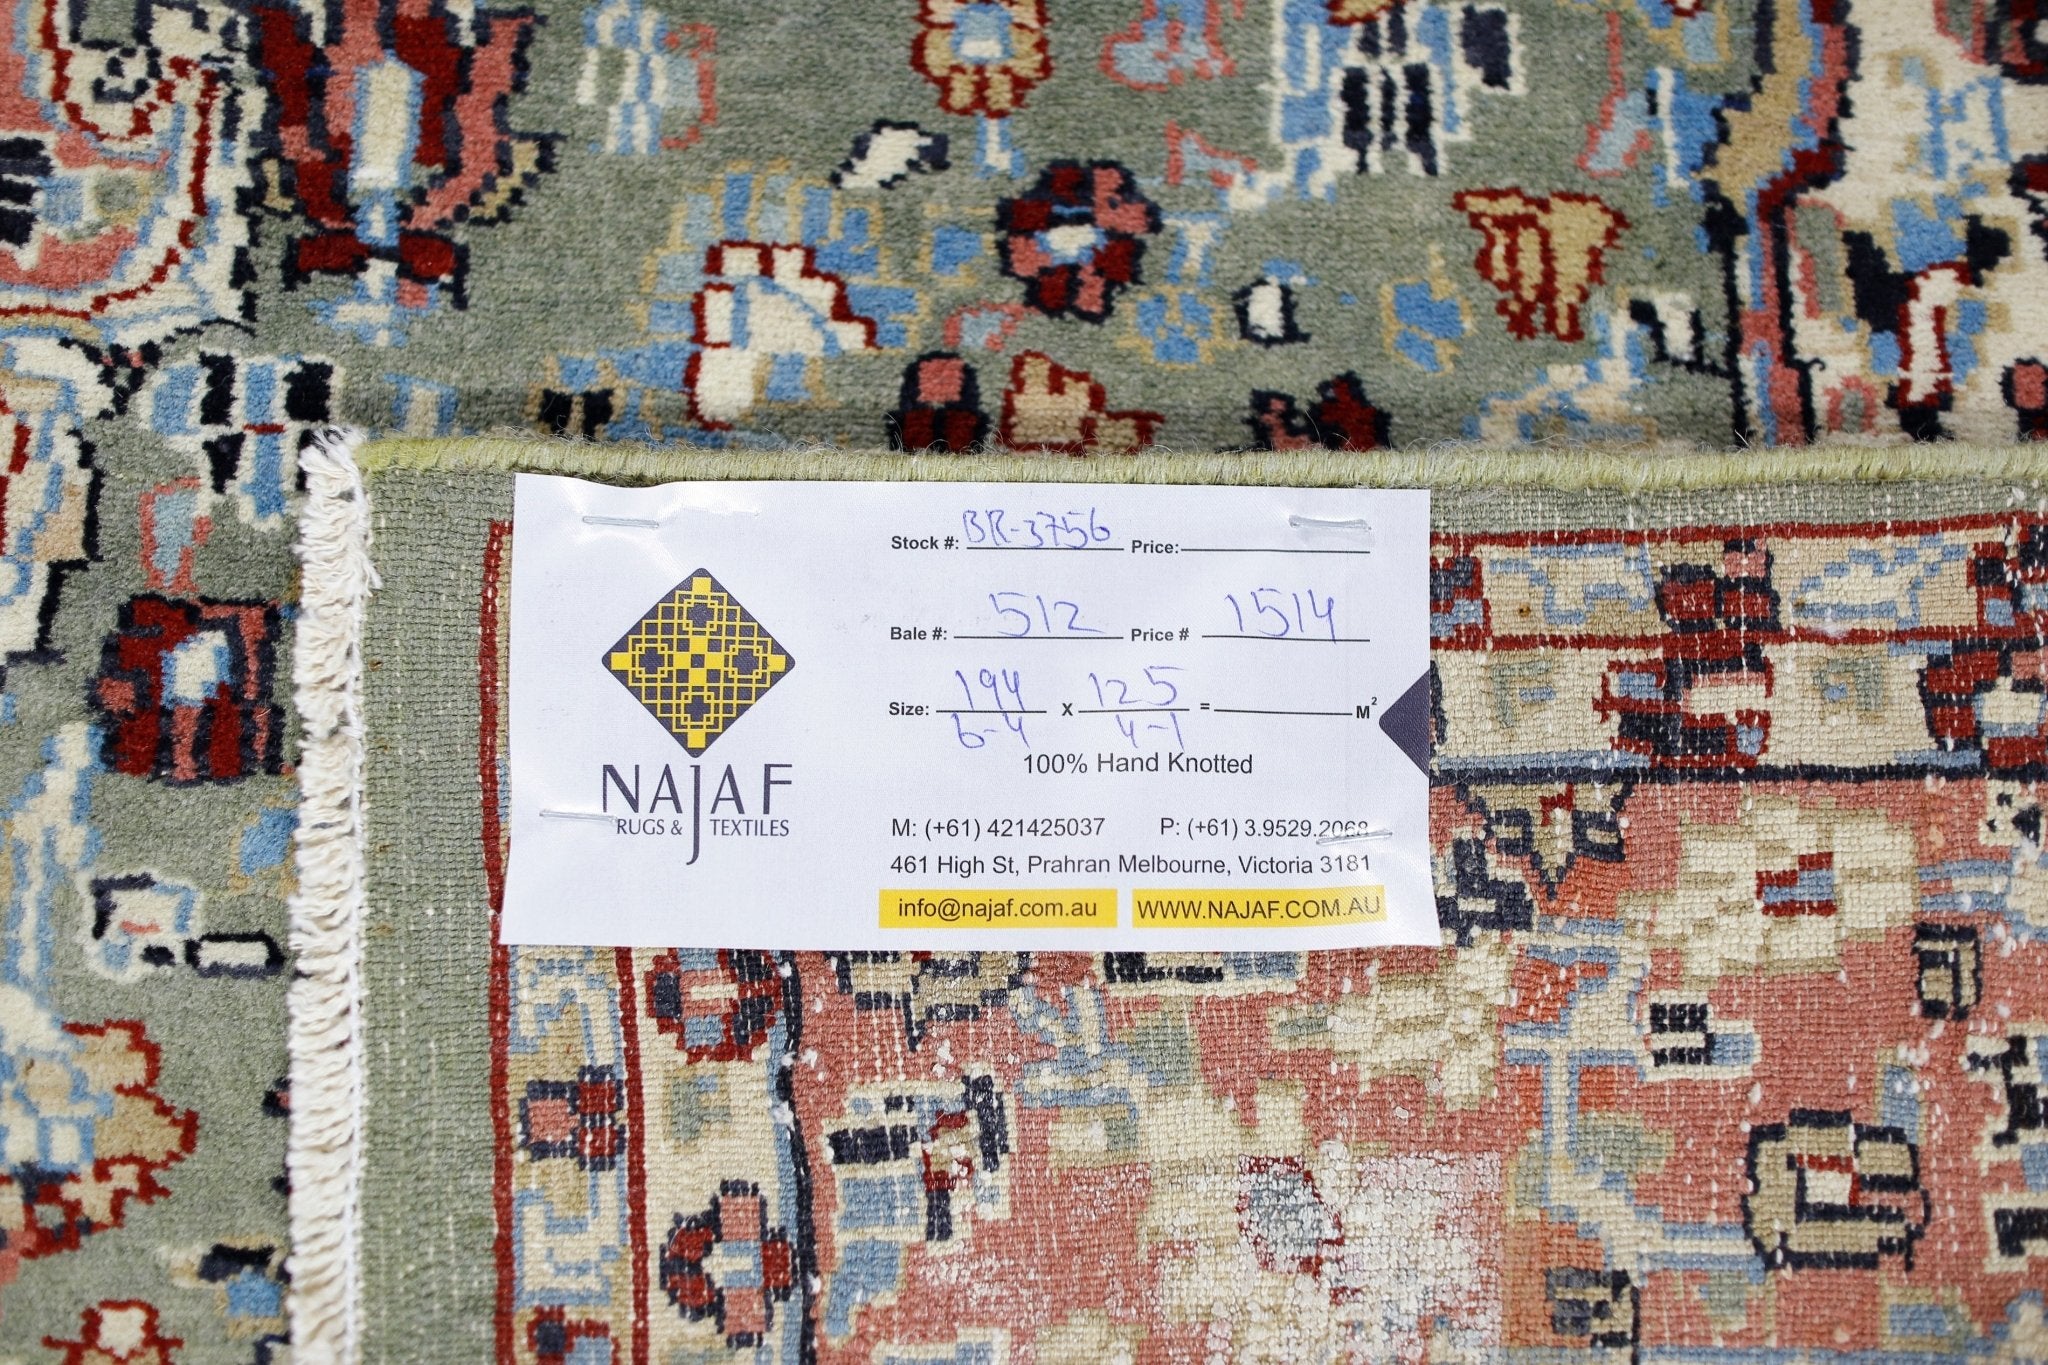 Stock #: BR-3756 Price:
Bale #: 512 Price # 1514
Size: 194 x 125 = M²
6-4 4-1
100% Hand Knotted
NAJAF
RUGS & TEXTILES
M: (+61) 421425037 P: (+61) 3.9529.2068
461 High St, Prahran Melbourne, Victoria 3181
info@najaf.com.au WWW.NAJAF.COM.AU